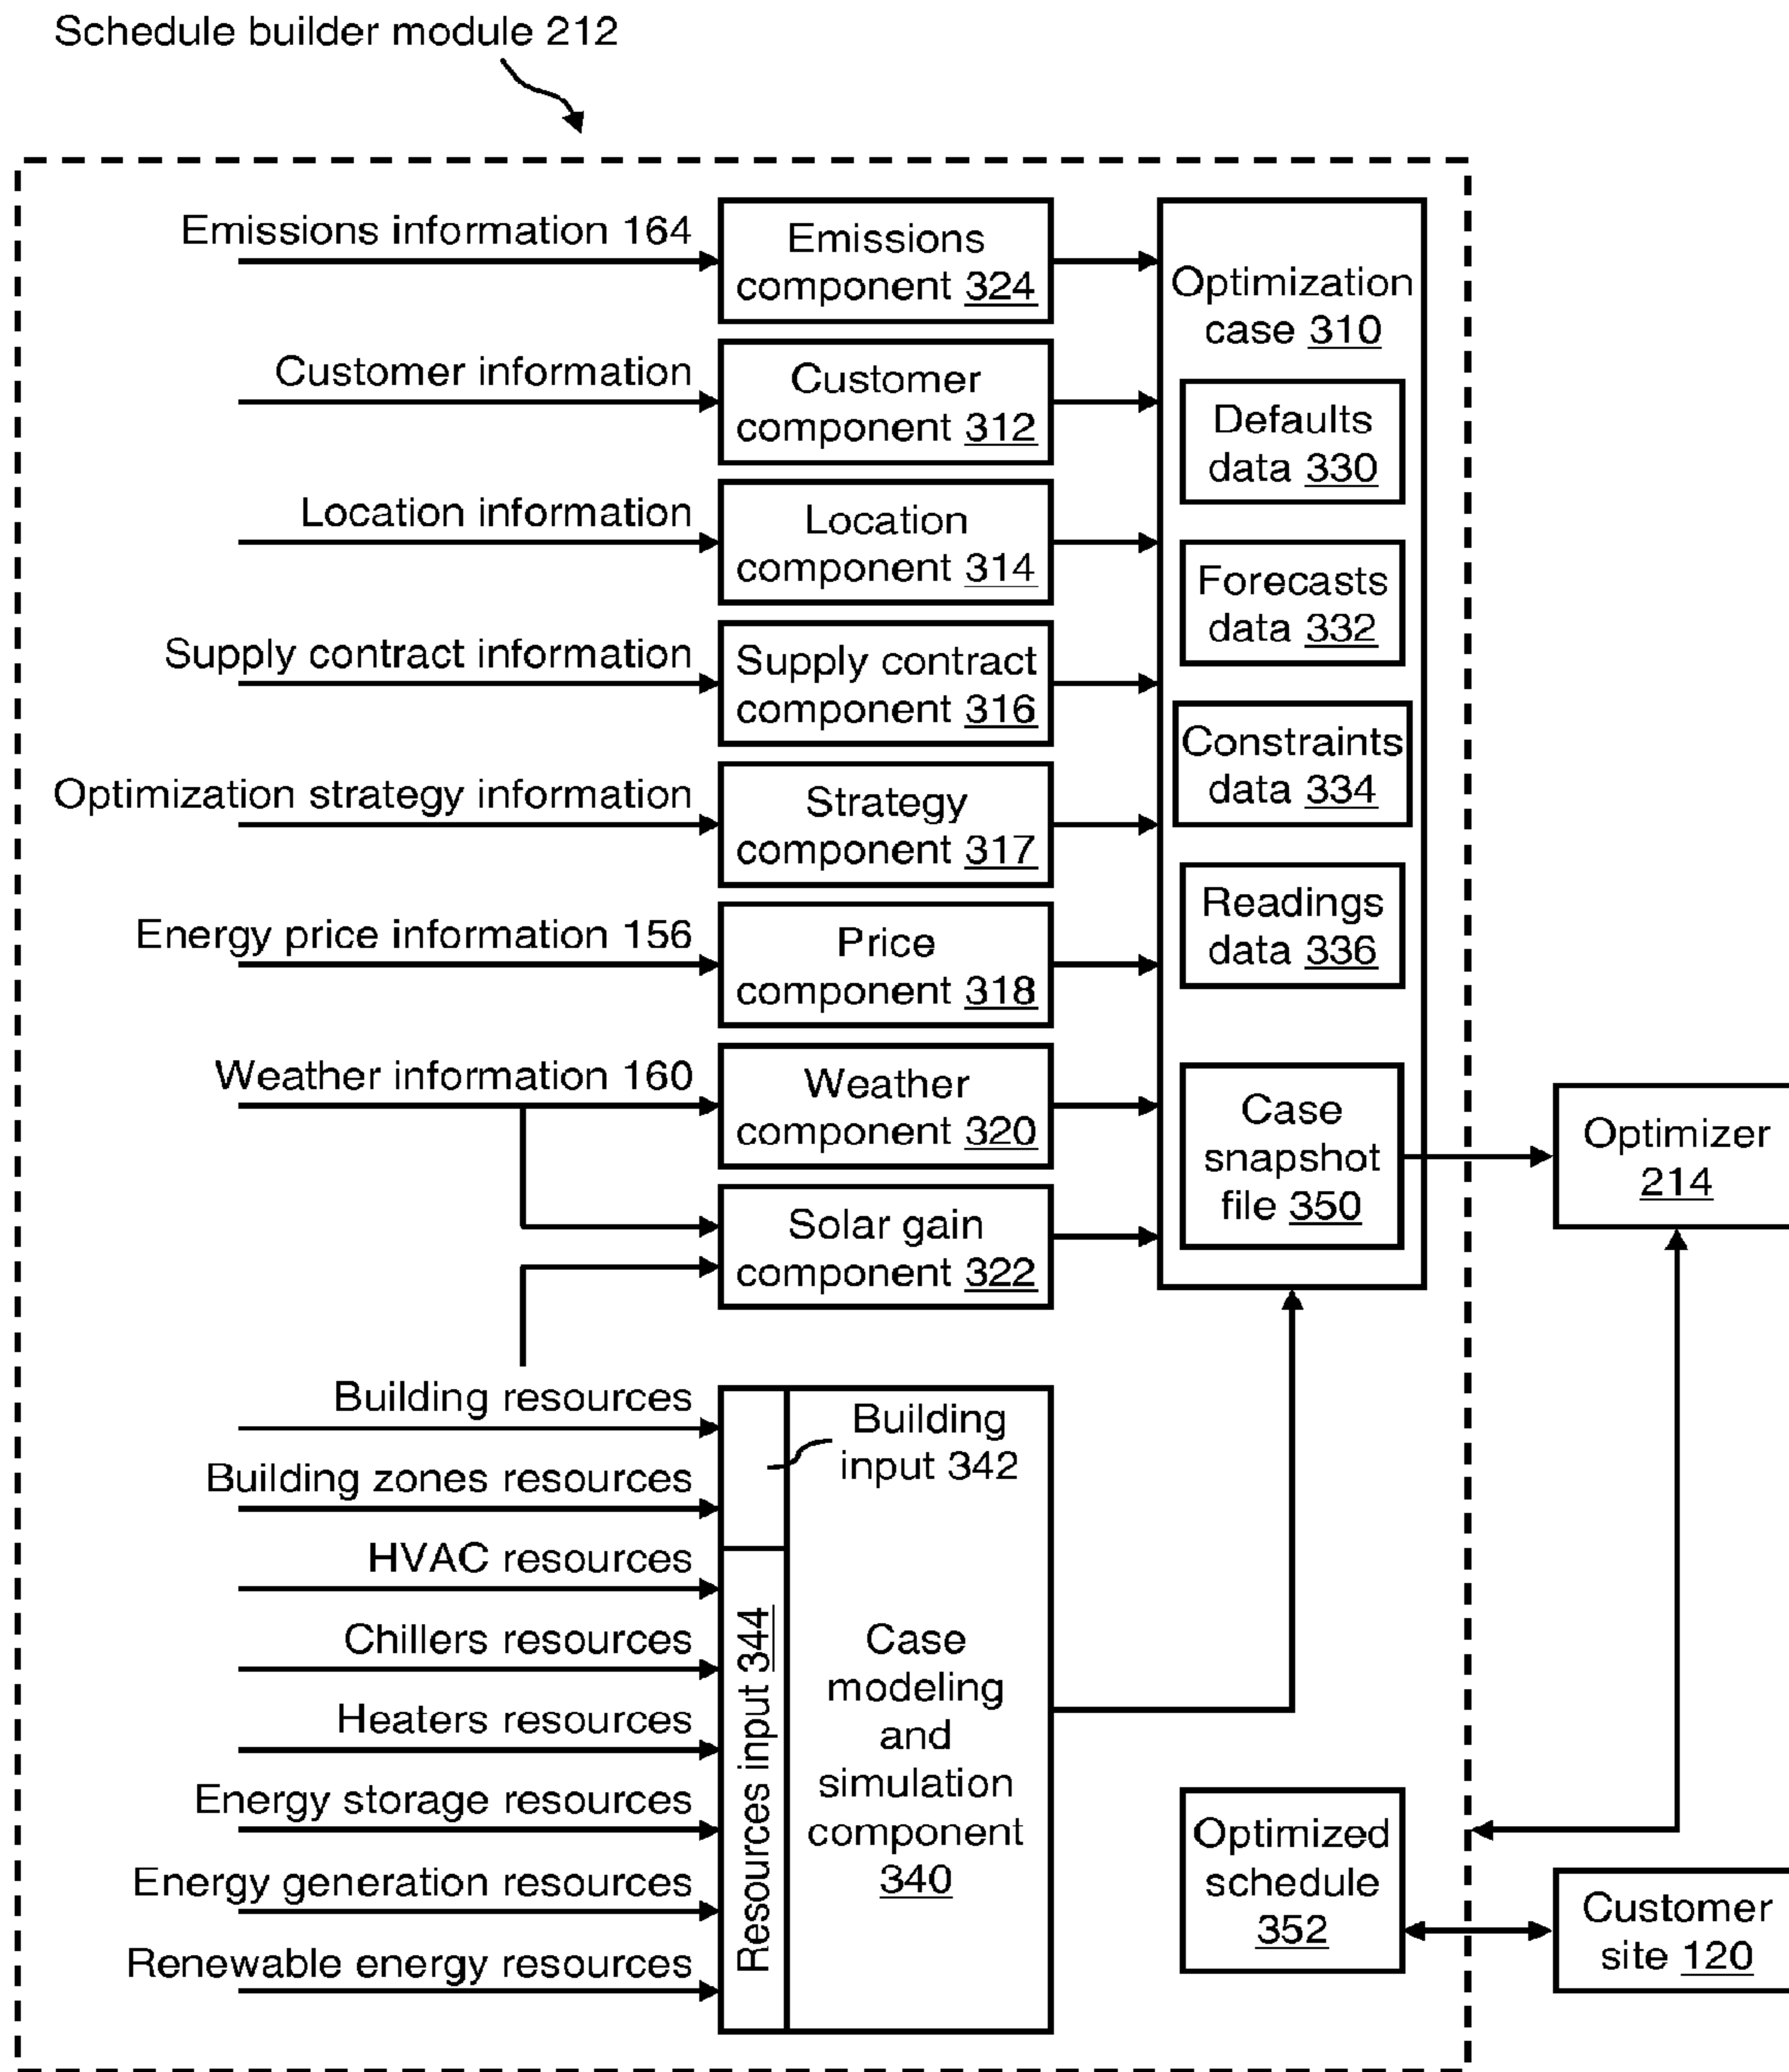 Schedule builder module 212
Emissions information 164
Emissions
component 324
Customer information
Customer
component 312
Location information
Location
component 314
Supply contract information
Supply contract
component 316
Optimization strategy information
Strategy
component 317
Energy price information 156
Price
component 318
Weather information 160
Weather
component 320
Solar gain
component 322
Optimization
case 310
Defaults
data 330
Forecasts
data 332
Constraints
data 334
Readings
data 336
Case
snapshot
file 350
Optimizer
214
Building resources
Building zones resources
HVAC resources
Chillers resources
Heaters resources
Energy storage resources
Energy generation resources
Renewable energy resources
Building
input 342
Resources input 344
Case
modeling
and
simulation
component
340
Optimized
schedule
352
Customer
site 120